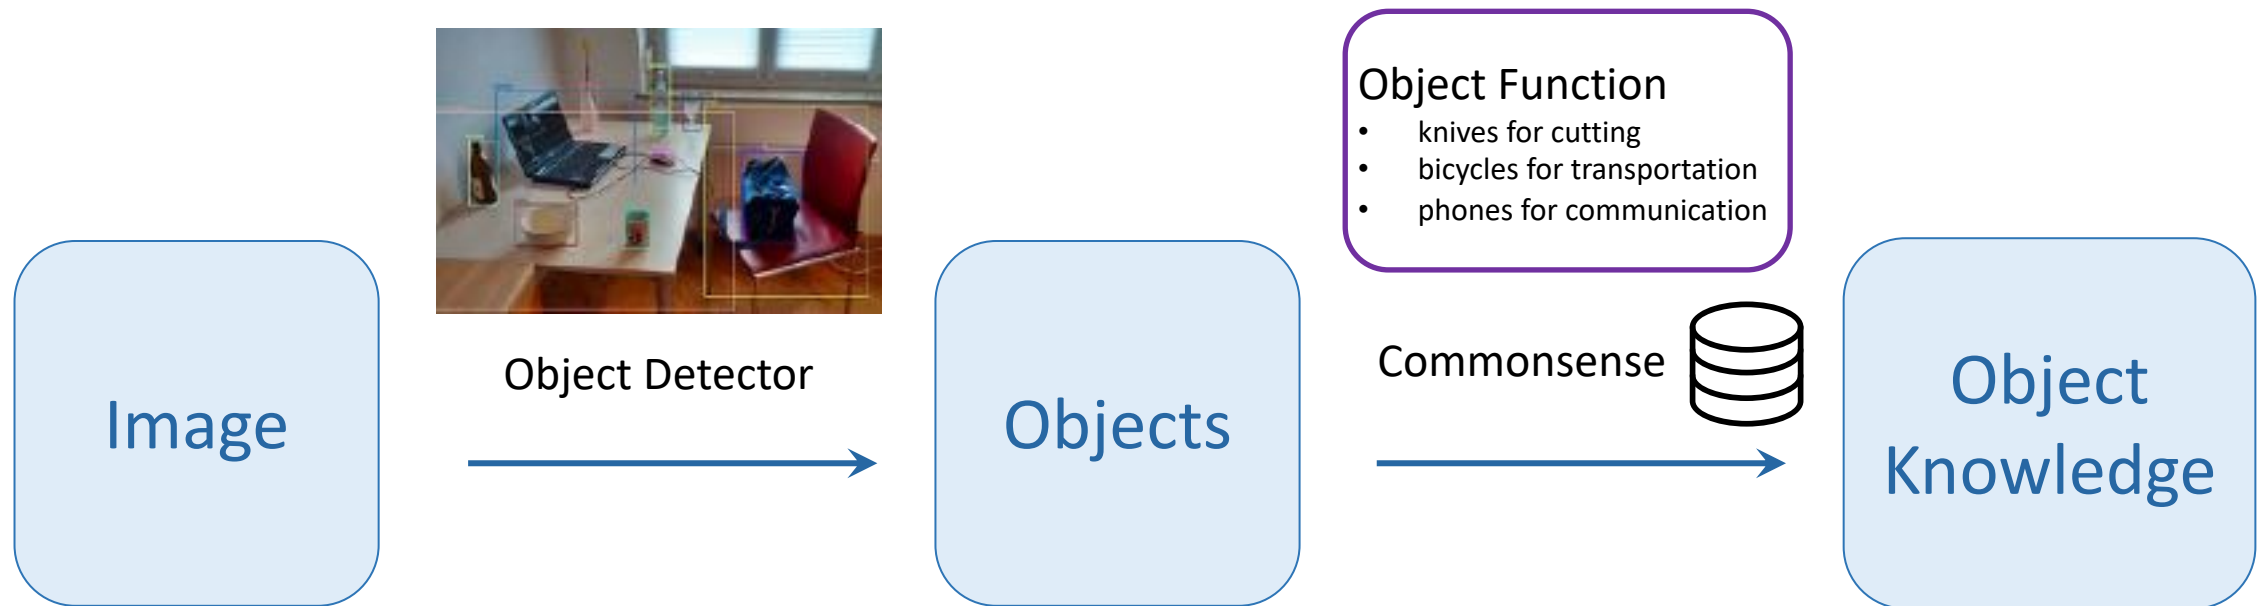 Image
Object Detector
Objects
Object Function
• knives for cutting
• bicycles for transportation
• phones for communication
Commonsense
Object
Knowledge